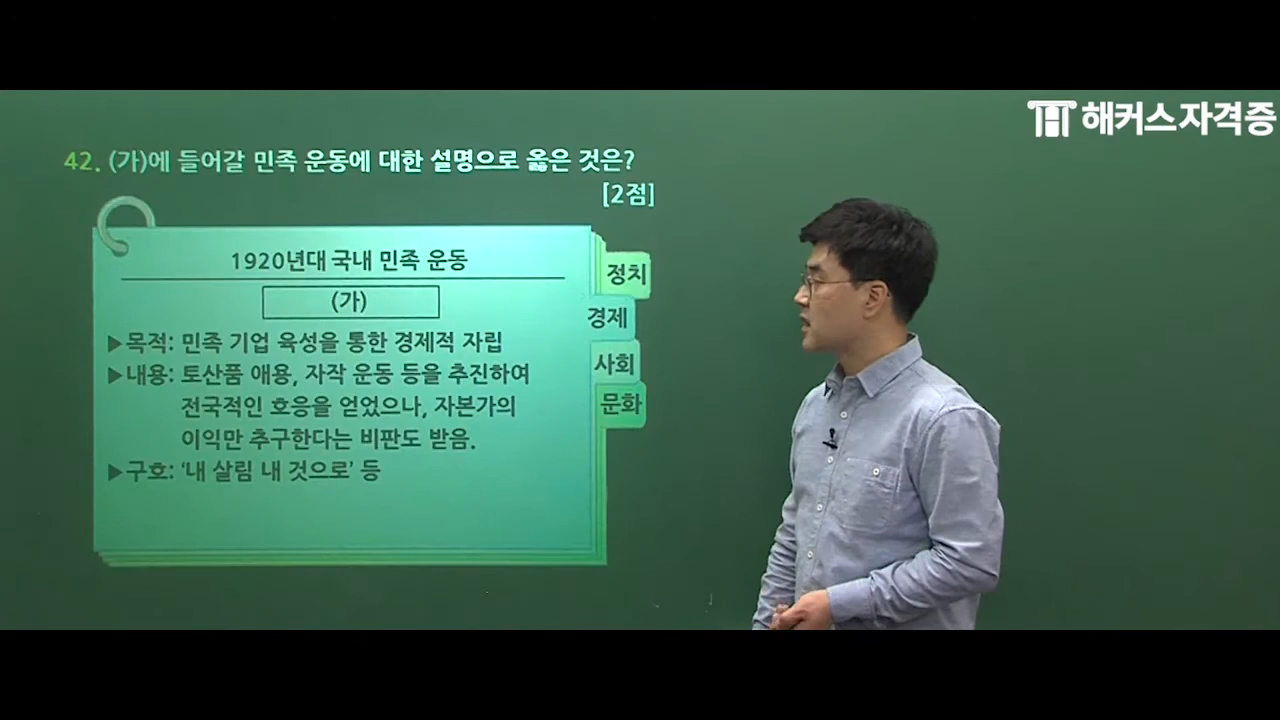 해커스자격증
42. (가)에 들어갈 민족 운동에 대한 설명으로 옳은 것은?
[2점]
1920년대 국내 민족 운동
(가)
▶목적: 민족 기업 육성을 통한 경제적 자립
▶내용: 토산품 애용, 자작 운동 등을 추진하여
전국적인 호응을 얻었으나, 자본가의
이익만 추구한다는 비판도 받음.
▶구호: ‘내 살림 내 것으로’ 등
정치
경제
사회
문화